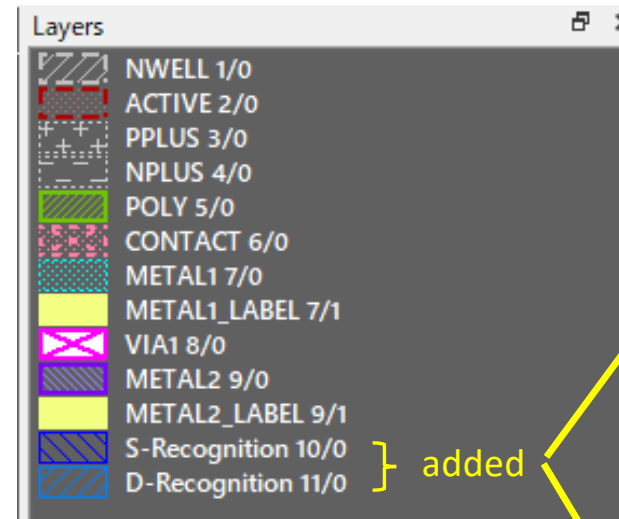 Layers
NWELL 1/0
ACTIVE 2/0
PPLUS 3/0
NPLUS 4/0
POLY 5/0
CONTACT 6/0
METAL1 7/0
METAL1_LABEL 7/1
VIA1 8/0
METAL2 9/0
METAL2_LABEL 9/1
S-Recognition 10/0
D-Recognition 11/0
added